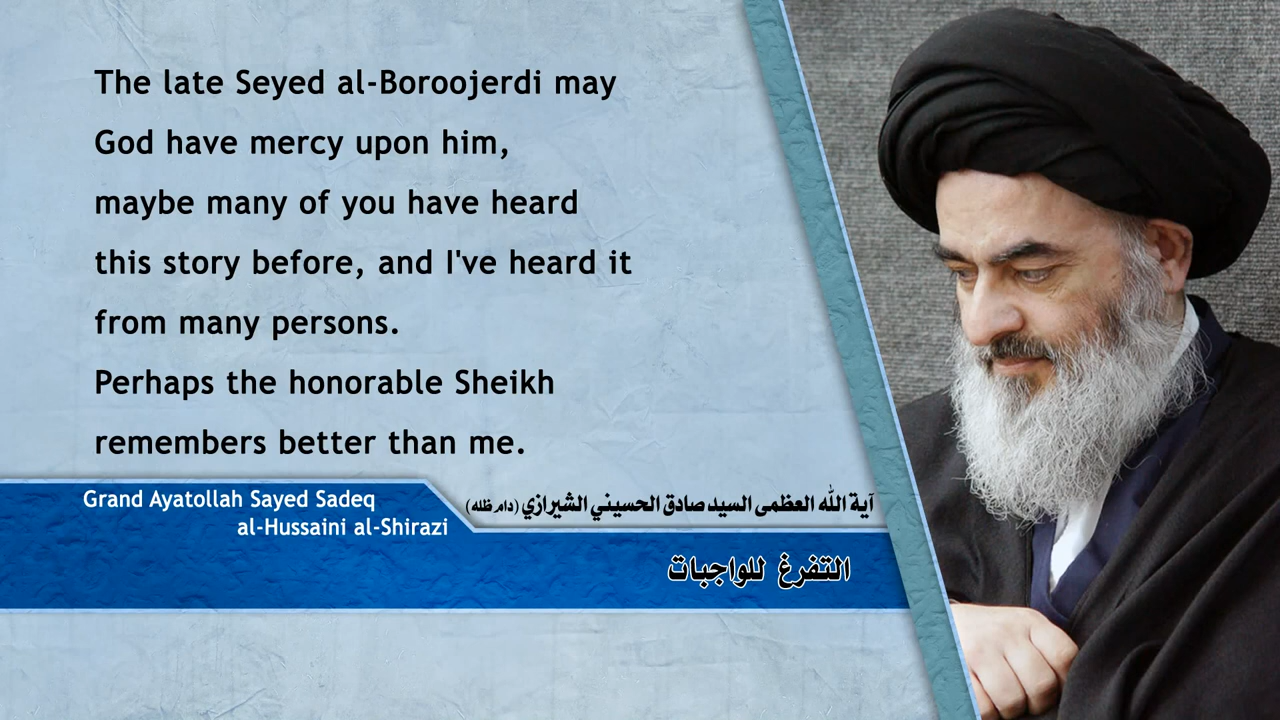 The late Seyed al-Boroojerdi may
God have mercy upon him,
maybe many of you have heard
this story before, and I've heard it
from many persons.
Perhaps the honorable Sheikh
remembers better than me.
Grand Ayatollah Sayed Sadeq
al-Hussaini al-Shirazi
آية الله العظمى السيد صادق الحسيني الشيرازي (دام ظله)
التفرغ للواجبات